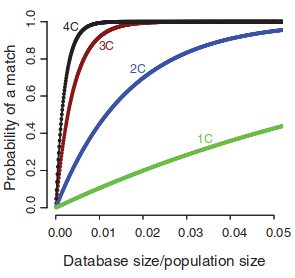 Probability of a match
1.0
0.8
0.6
0.4
0.2
0.0
4C
3C
2C
1C
0.00 0.01 0.02 0.03 0.04 0.05
Database size/population size